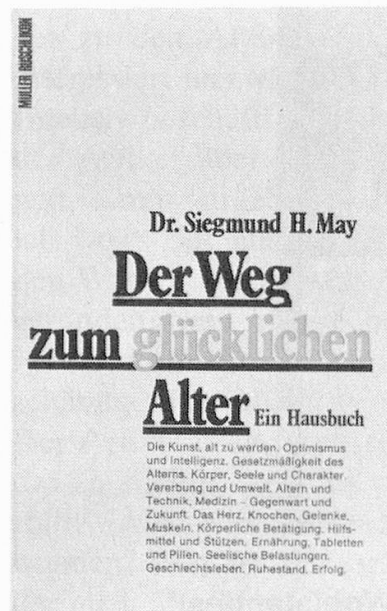 MÜLLER RÜSCHLIKON
Dr. Siegmund H. May
Der Weg
zum glücklichen
Alter Ein Hausbuch
Die Kunst, alt zu werden. Optimismus
und Intelligenz. Gesetzmäßigkeit des
Alterns. Körper, Seele und Charakter.
Vererbung und Umwelt. Altern und
Technik, Medizin – Gegenwart und
Zukunft. Das Herz. Knochen, Gelenke,
Muskeln. Körperliche Betätigung. Hilfs-
mittel und Stützen. Ernährung, Tabletten
und Pillen. Seelische Belastungen.
Geschlechtsleben. Ruhestand. Erfolg.